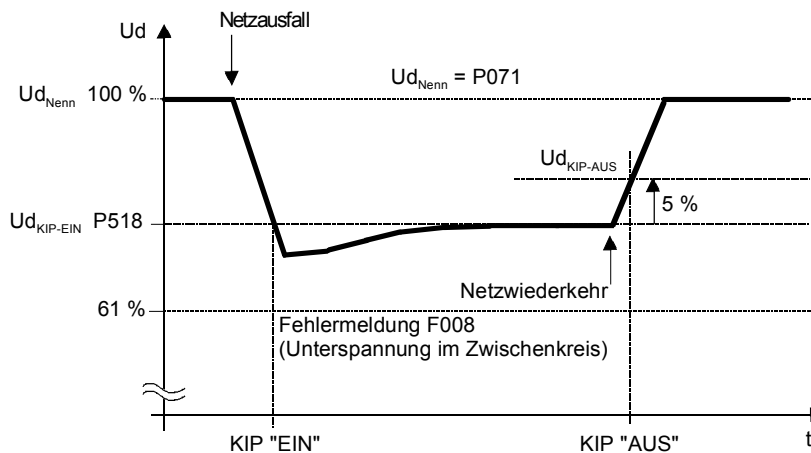 Netzausfall
Ud
Ud_Nenn = P071
Ud_Nenn 100 %
Ud_KIP-AUS
5 %
Ud_KIP-EIN P518
Netzwiederkehr
61 %
Fehlermeldung F008
(Unterspannung im Zwischenkreis)
t
KIP "EIN"
KIP "AUS"